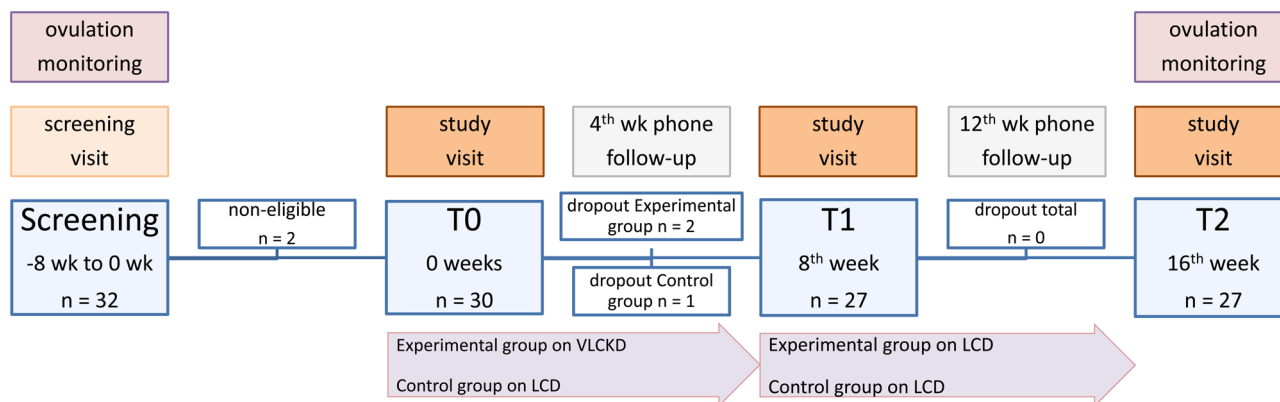 ovulation
monitoring
ovulation
monitoring
screening
visit
study
visit
4th wk phone
follow-up
study
visit
12th wk phone
follow-up
study
visit
Screening
-8 wk to 0 wk
n = 32
non-eligible
n = 2
T0
0 weeks
n = 30
dropout Experimental
group n = 2
dropout Control
group n = 1
T1
8th week
n = 27
dropout total
n = 0
T2
16th week
n = 27
Experimental group on VLCKD
Control group on LCD
Experimental group on LCD
Control group on LCD